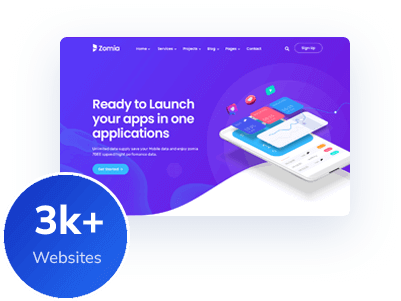 Zomia
Home Services Projects Blog Pages Contact Sign Up
Ready to Launch
your apps in one
applications
Get Started
3k+
Websites